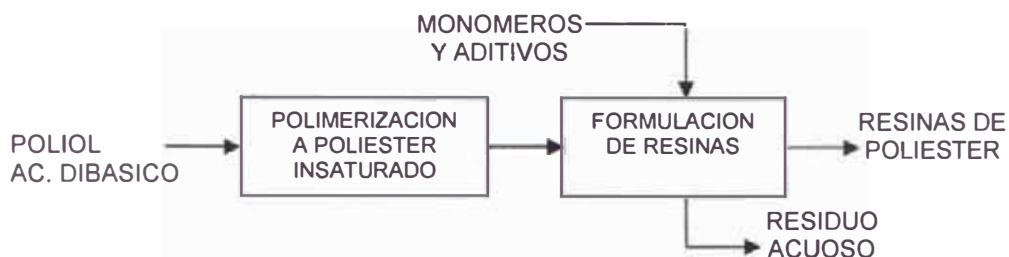 MONOMEROS
Y ADITIVOS
POLIOL
AC. DIBASICO
POLIMERIZACION
A POLIESTER
INSATURADO
FORMULACION
DE RESINAS
RESINAS DE
POLIESTER
RESIDUO
ACUOSO